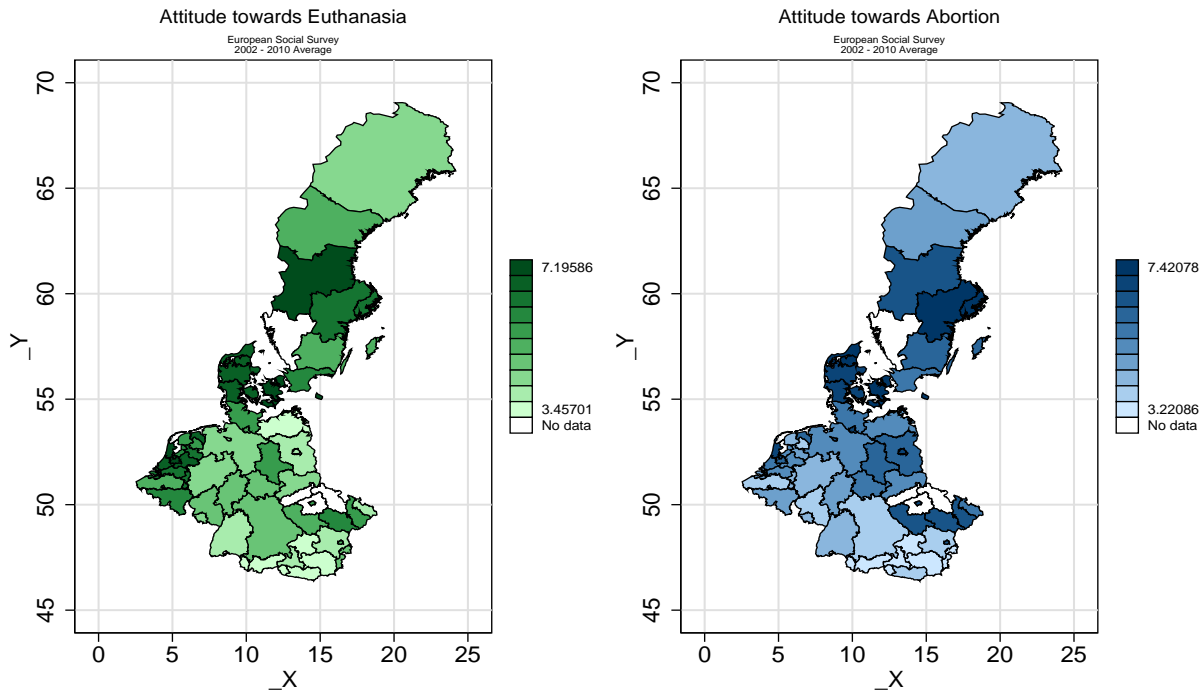 Attitude towards Euthanasia
European Social Survey
2002 - 2010 Average
70
65
60
55
50
45
_Y
0 5 10 15 20 25
_X
7.19586
3.45701
No data
Attitude towards Abortion
European Social Survey
2002 - 2010 Average
70
65
60
55
50
45
_Y
0 5 10 15 20 25
_X
7.42078
3.22086
No data